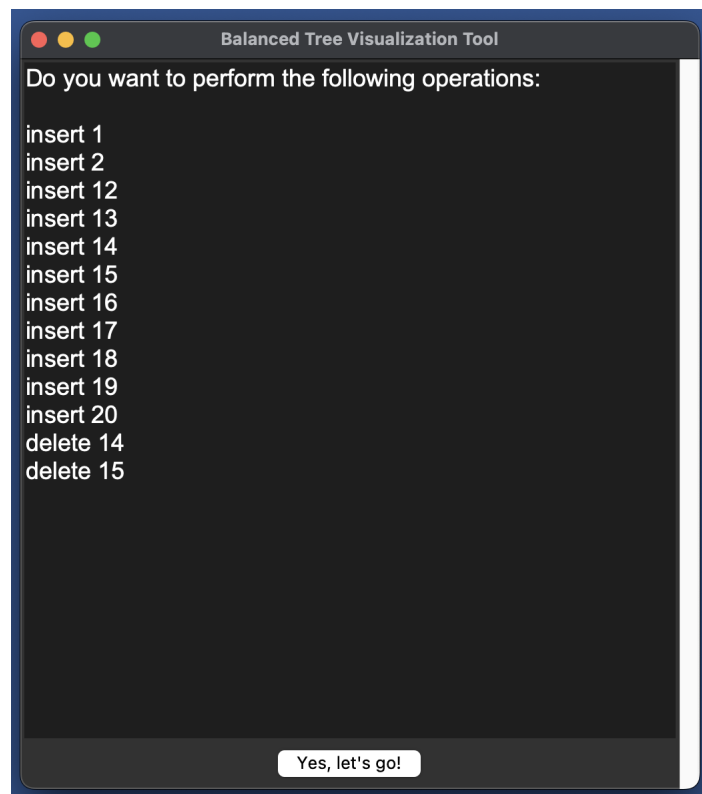 Balanced Tree Visualization Tool
Do you want to perform the following operations:
insert 1
insert 2
insert 12
insert 13
insert 14
insert 15
insert 16
insert 17
insert 18
insert 19
insert 20
delete 14
delete 15
Yes, let's go!